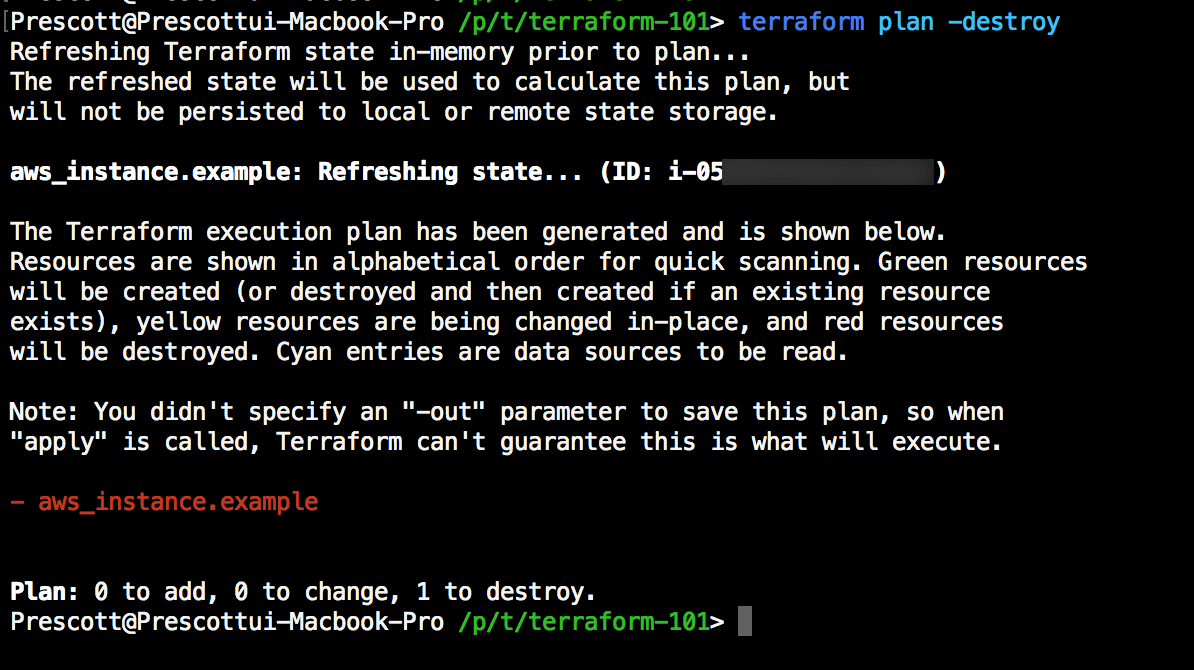 Prescott@Prescottui-Macbook-Pro /p/t/terraform-101> terraform plan -destroy
Refreshing Terraform state in-memory prior to plan...
The refreshed state will be used to calculate this plan, but
will not be persisted to local or remote state storage.
aws_instance.example: Refreshing state... (ID: i-05 )
The Terraform execution plan has been generated and is shown below.
Resources are shown in alphabetical order for quick scanning. Green resources
will be created (or destroyed and then created if an existing resource
exists), yellow resources are being changed in-place, and red resources
will be destroyed. Cyan entries are data sources to be read.
Note: You didn't specify an "-out" parameter to save this plan, so when
"apply" is called, Terraform can't guarantee this is what will execute.
- aws_instance.example
Plan: 0 to add, 0 to change, 1 to destroy.
Prescott@Prescottui-Macbook-Pro /p/t/terraform-101>